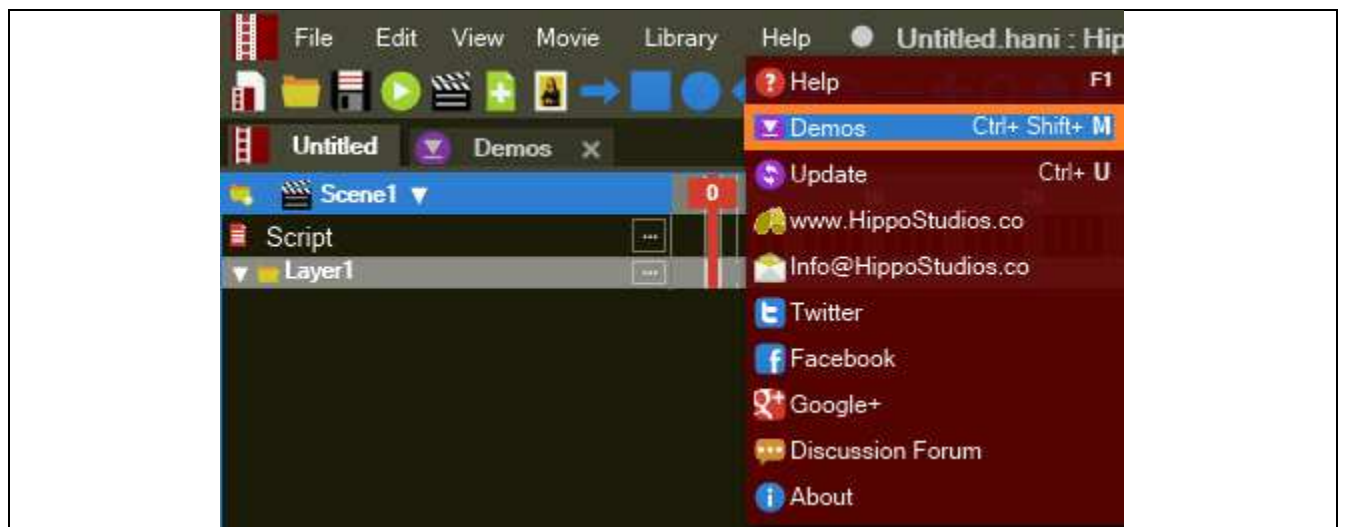 File Edit View Movie Library Help Untitled.hani : Hip
Help F1
Demos Ctrl+ Shift+ M
Untitled Demos ×
Update Ctrl+ U
Scene1 ▼ 0
www.HippoStudios.co
Script ...
Info@HippoStudios.co
▼ Layer1 ...
Twitter
Facebook
Google+
Discussion Forum
About